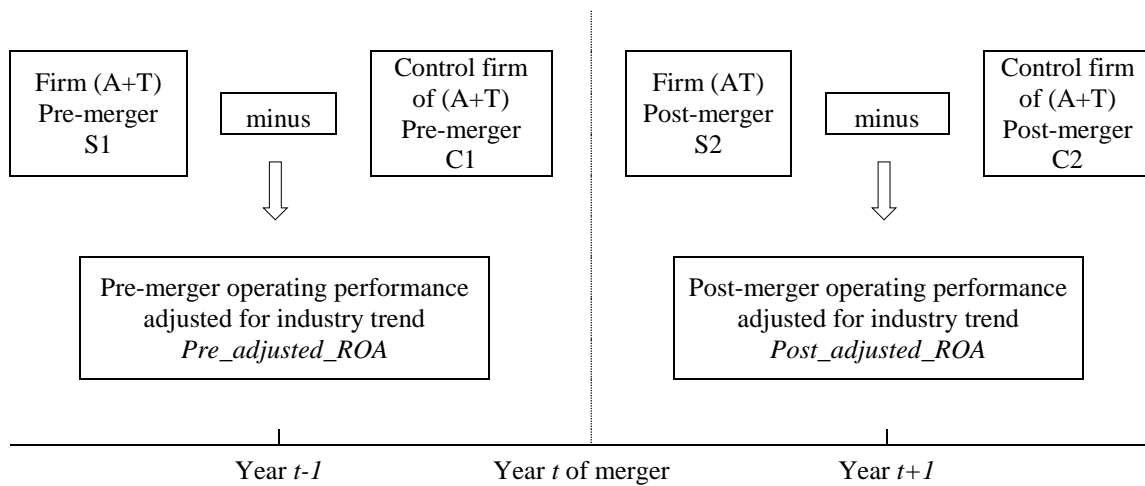 Firm (A+T)
Pre-merger
S1
minus
Control firm
of (A+T)
Pre-merger
C1
Firm (AT)
Post-merger
S2
minus
Control firm
of (A+T)
Post-merger
C2
Pre-merger operating performance
adjusted for industry trend
Pre_adjusted_ROA
Post-merger operating performance
adjusted for industry trend
Post_adjusted_ROA
Year t-1
Year t of merger
Year t+1